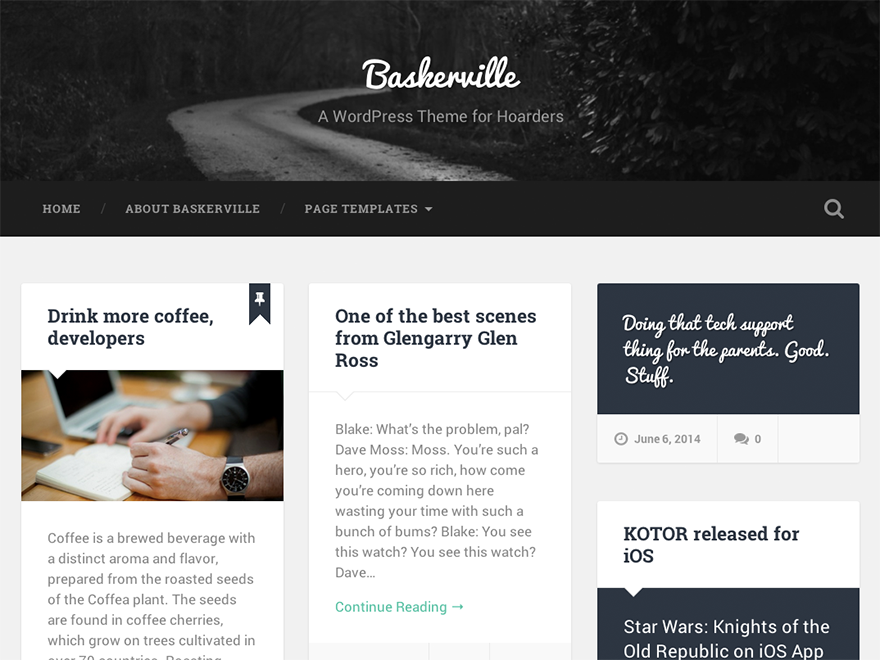 Baskerville
A WordPress Theme for Hoarders
HOME / ABOUT BASKERVILLE / PAGE TEMPLATES
Drink more coffee,
developers
Coffee is a brewed beverage with
a distinct aroma and flavor,
prepared from the roasted seeds
of the Coffea plant. The seeds
are found in coffee cherries,
which grow on trees cultivated in
over 70 countries. Roasting
One of the best scenes
from Glengarry Glen
Ross
Blake: What’s the problem, pal?
Dave Moss: Moss. You’re such a
hero, you’re so rich, how come
you’re coming down here
wasting your time with such a
bunch of bums? Blake: You see
this watch? You see this watch?
Dave…
Continue Reading →
Doing that tech support
thing for the parents. Good.
Stuff.
June 6, 2014
0
KOTOR released for
iOS
Star Wars: Knights of the
Old Republic on iOS App